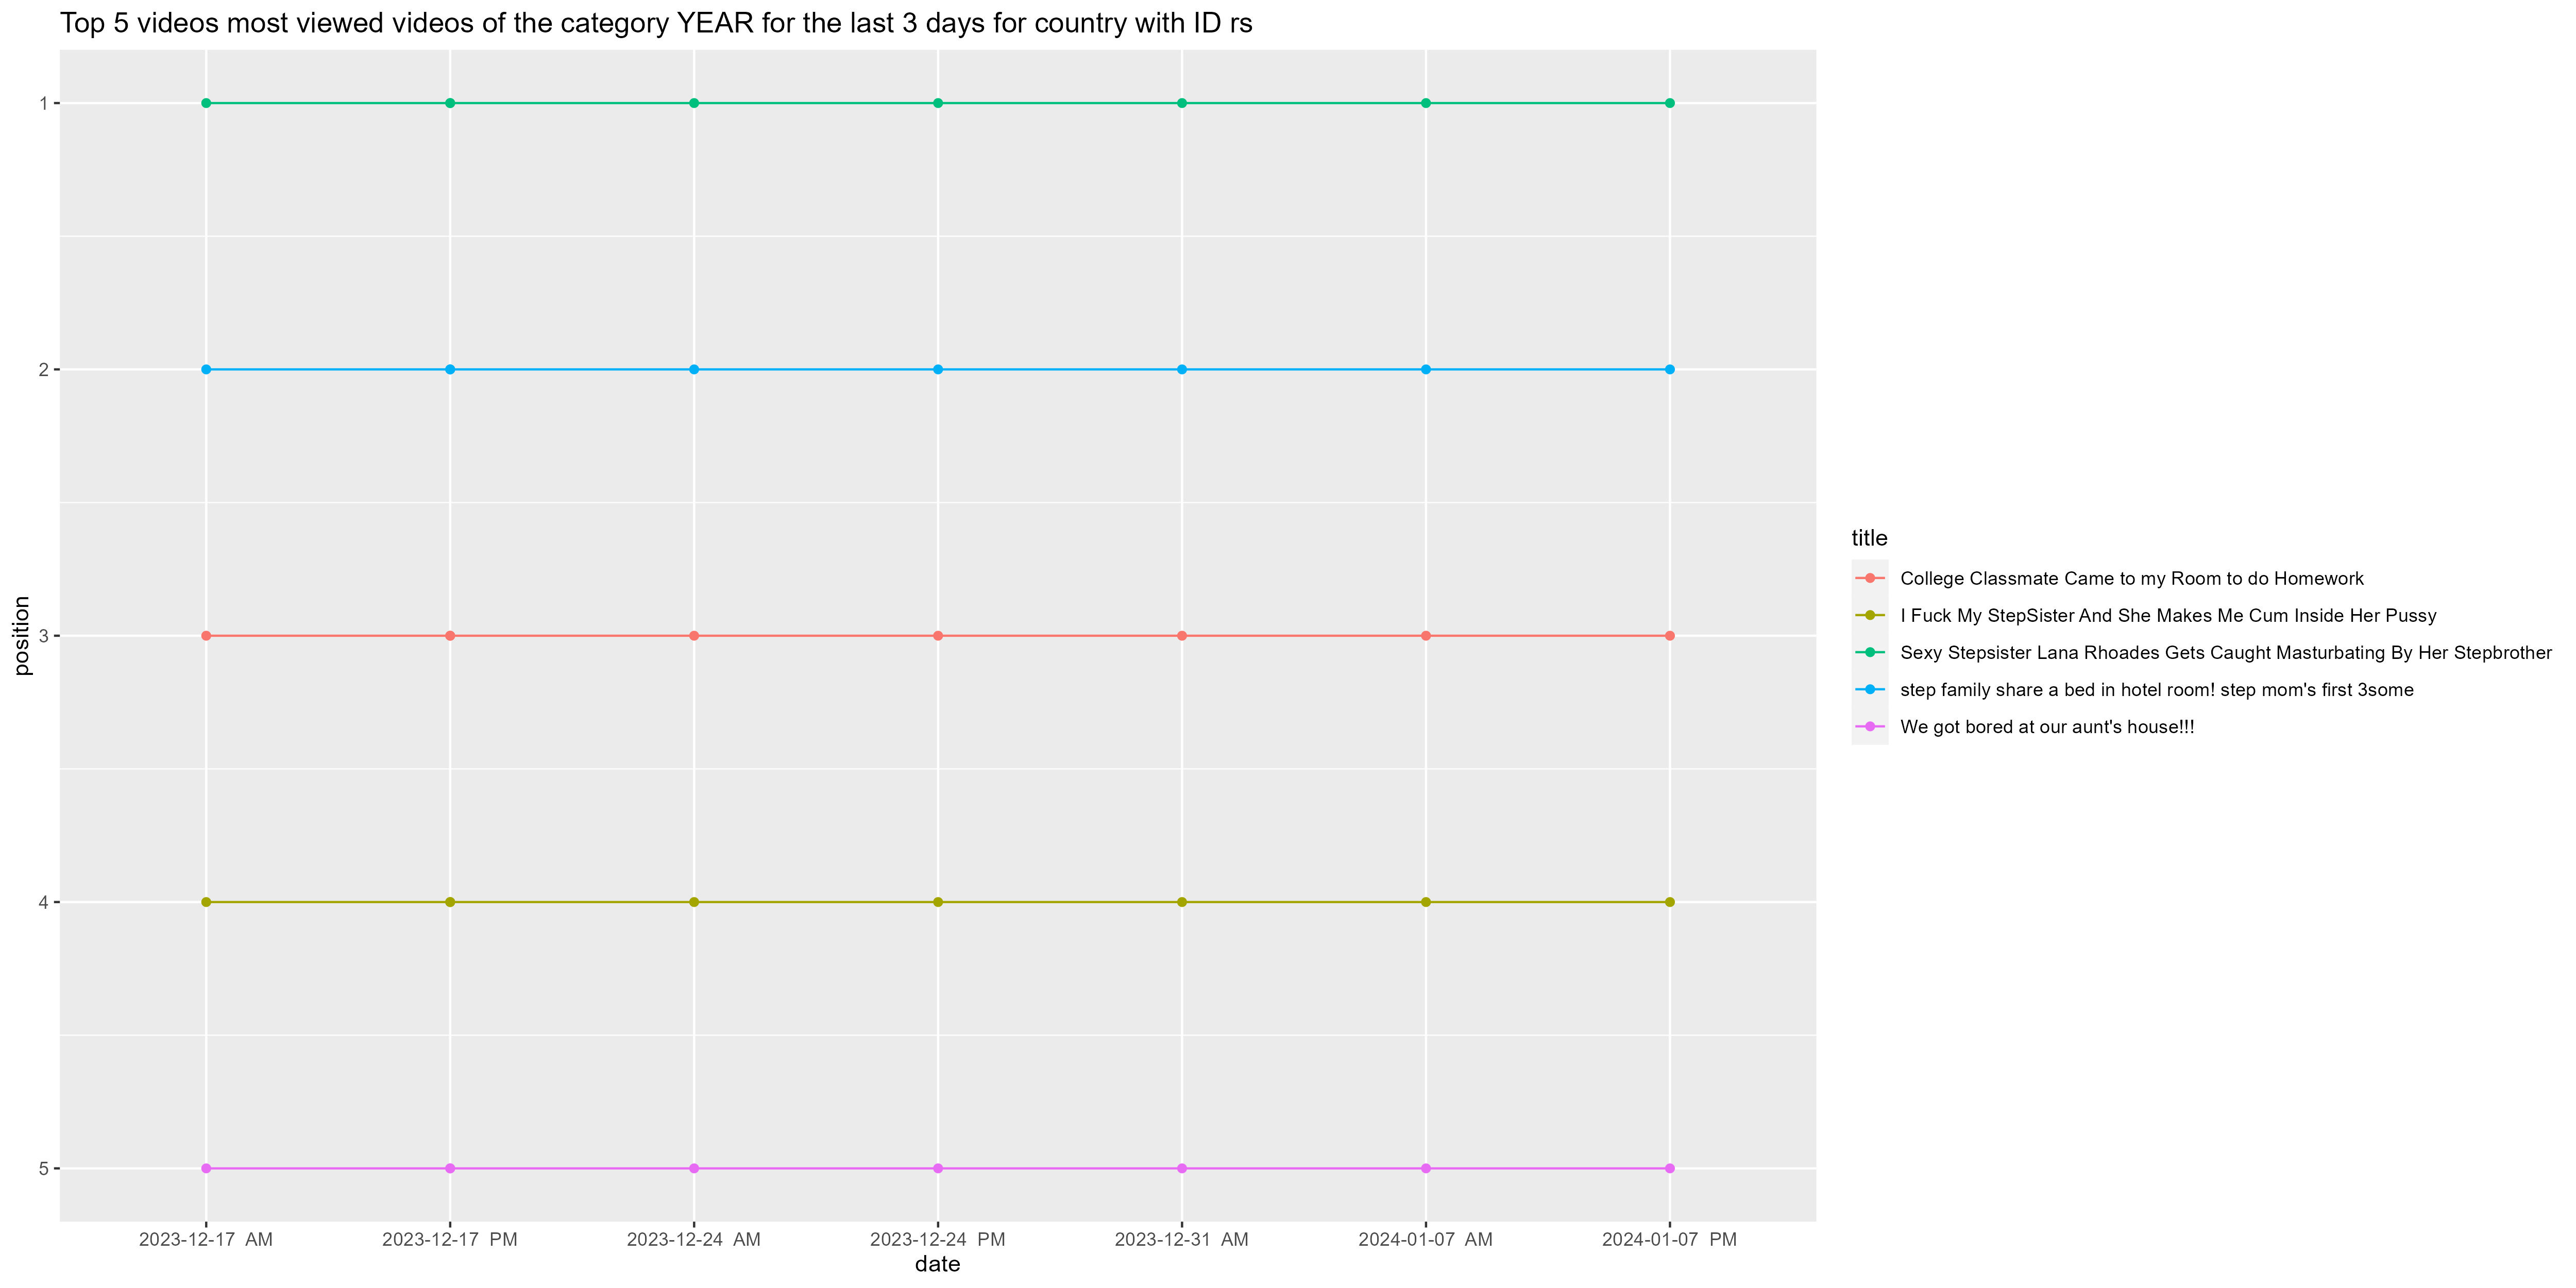 Top 5 videos most viewed videos of the category YEAR for the last 3 days for country with ID rs
position
1
2
3
4
5
2023-12-17 AM
2023-12-17 PM
2023-12-24 AM
2023-12-24 PM
2023-12-31 AM
2024-01-07 AM
2024-01-07 PM
date
title
College Classmate Came to my Room to do Homework
I Fuck My StepSister And She Makes Me Cum Inside Her Pussy
Sexy Stepsister Lana Rhoades Gets Caught Masturbating By Her Stepbrother
step family share a bed in hotel room! step mom's first 3some
We got bored at our aunt's house!!!